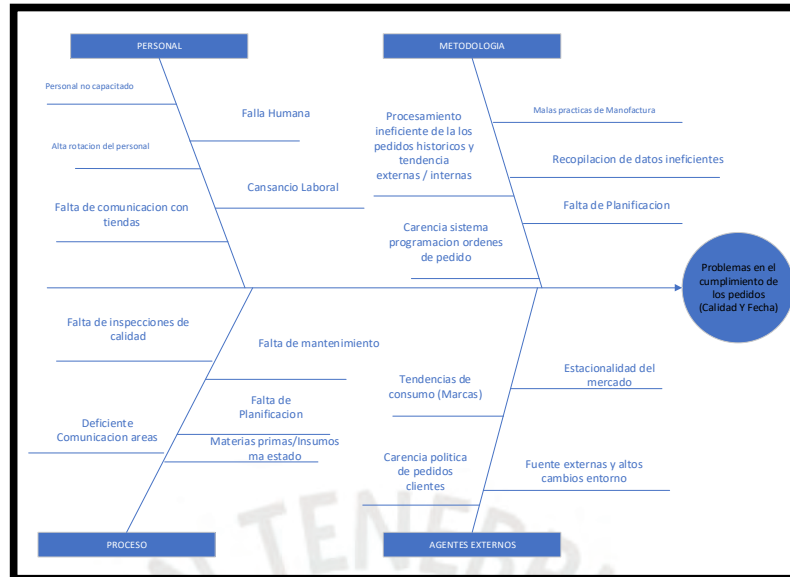 PERSONAL
METODOLOGIA
Personal no capacitado
Falla Humana
Alta rotacion del personal
Cansancio Laboral
Falta de comunicacion con
tiendas
Procesamiento
ineficiente de la los
pedidos historicos y
tendencia
externas / internas
Malas practicas de Manofactura
Recopilacion de datos ineficientes
Carencia sistema
programacion ordenes
de pedido
Falta de Planificacion
Problemas en el
cumplimiento de
los pedidos
(Calidad Y Fecha)
Falta de inspecciones de
calidad
Falta de mantenimiento
Falta de
Planificacion
Deficiente
Comunicacion areas
Materias primas/Insumos
ma estado
Tendencias de
consumo (Marcas)
Estacionalidad del
mercado
Carencia politica
de pedidos
clientes
Fuente externas y altos
cambios entorno
PROCESO
AGENTES EXTERNOS
TENEBR